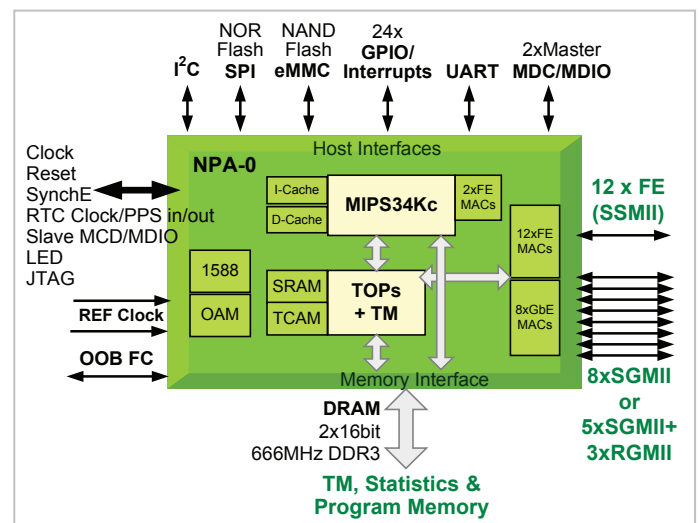 I²C
NOR
Flash
SPI
NAND
Flash
eMMC
24x
GPIO/
Interrupts
UART
2xMaster
MDC/MDIO
Host Interfaces
NPA-0
Clock
Reset
SynchE
RTC Clock/PPS in/out
Slave MCD/MDIO
LED
JTAG
REF Clock
OOB FC
I-Cache
D-Cache
MIPS34Kc
2xFE
MACs
1588
OAM
SRAM
TCAM
TOPs
+ TM
12xFE
MACs
8xGbE
MACs
12 x FE
(SSMII)
8xSGMII
or
5xSGMII+
3xRGMII
Memory Interface
DRAM
2x16bit
666MHz DDR3
TM, Statistics &
Program Memory